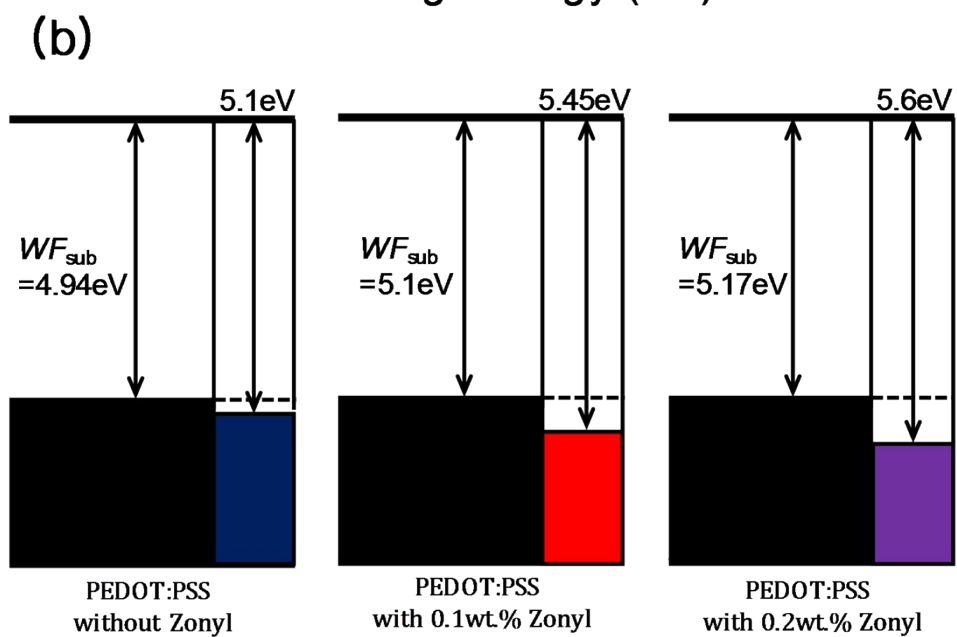 (b)
5.1eV
5.45eV
5.6eV
WFsub
=4.94eV
WFsub
=5.1eV
WFsub
=5.17eV
PEDOT:PSS
without Zonyl
PEDOT:PSS
with 0.1wt.% Zonyl
PEDOT:PSS
with 0.2wt.% Zonyl